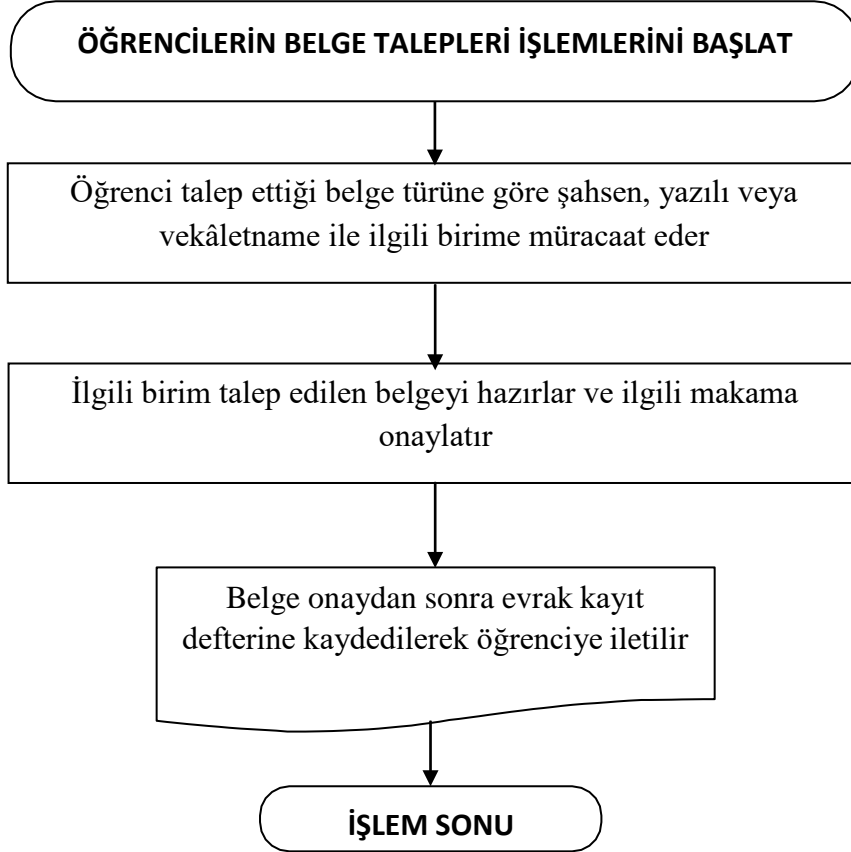 ÖĞRENCİLERİN BELGE TALEPLERİ İŞLEMLERİNİ BAŞLAT
Öğrenci talep ettiği belge türüne göre şahsen, yazılı veya
vekâletname ile ilgili birime müracaat eder
İlgili birim talep edilen belgeyi hazırlar ve ilgili makama
onaylatır
Belge onaydan sonra evrak kayıt
defterine kaydedilerek öğrenciye iletilir
İŞLEM SONU